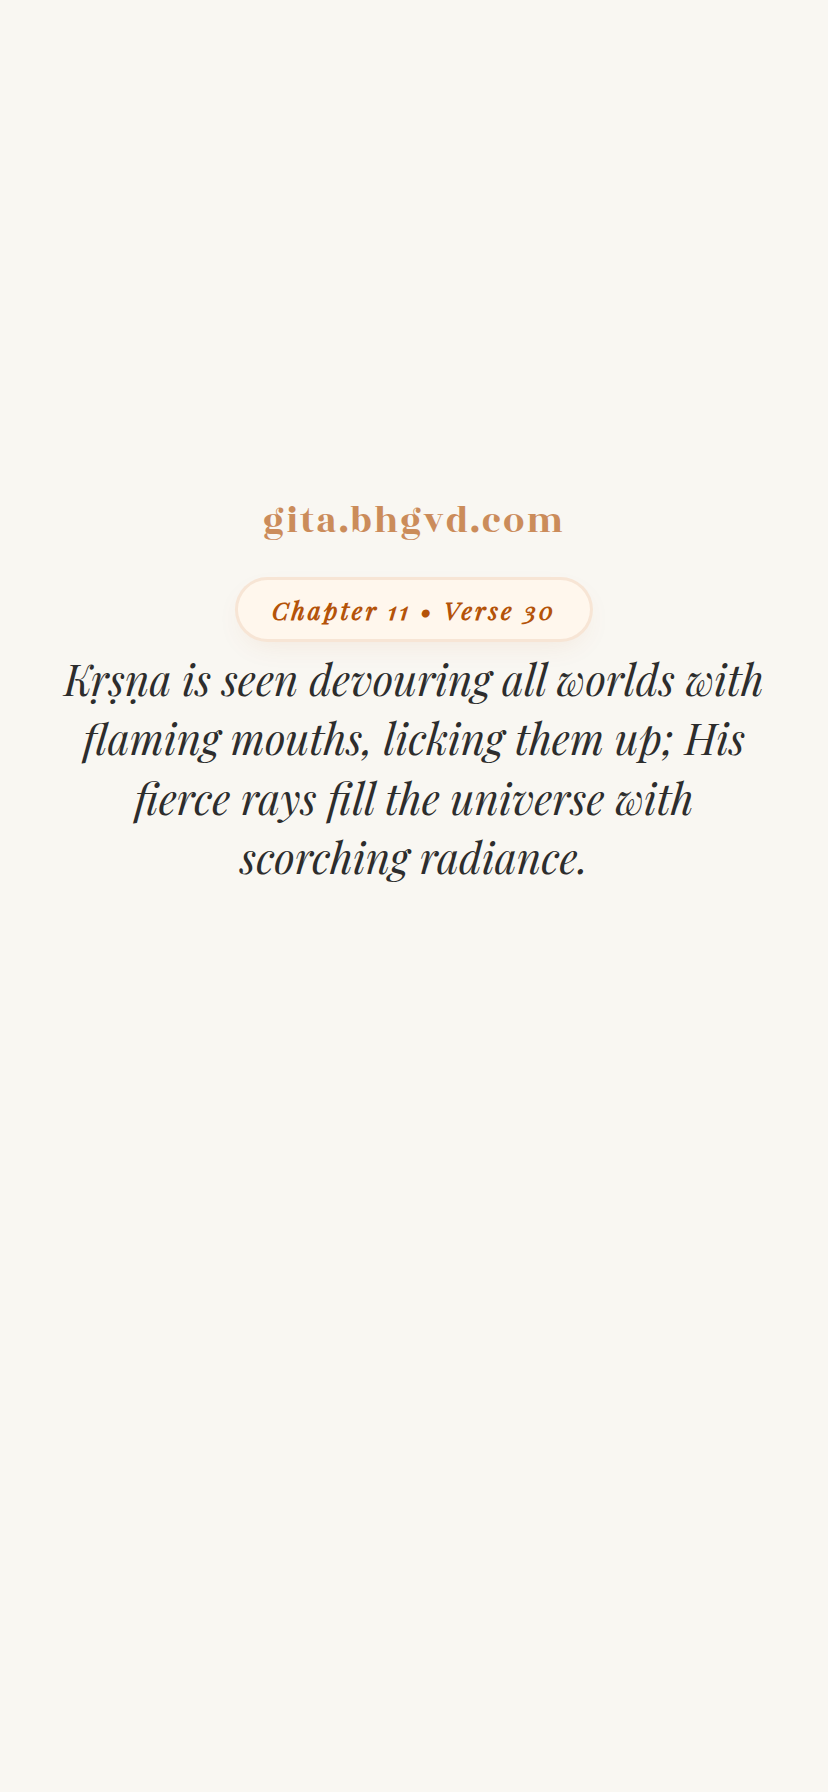 gita.bhgvd.com
Chapter 11 • Verse 30
Kṛṣṇa is seen devouring all worlds with
flaming mouths, licking them up; His
fierce rays fill the universe with
scorching radiance.